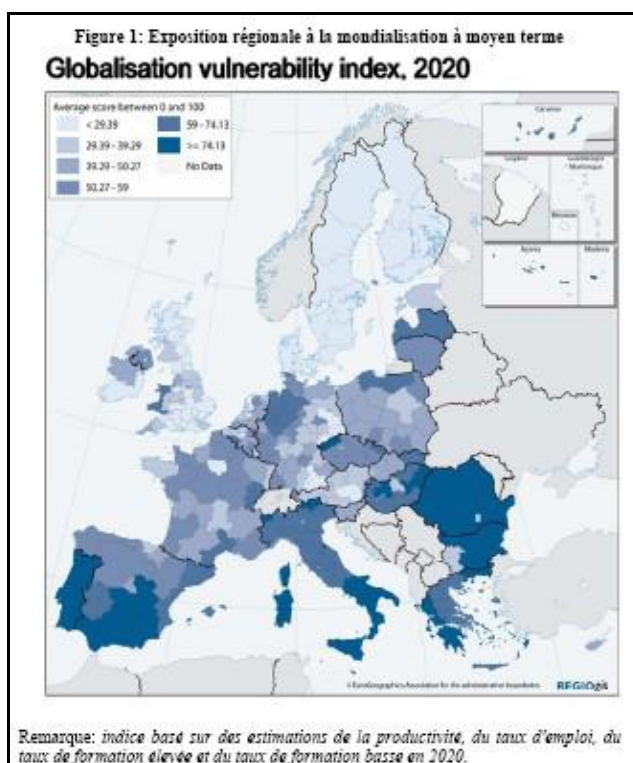 Figure 1: Exposition régionale à la mondialisation à moyen terme
Globalisation vulnerability index, 2020
Average score between 0 and 100
< 29.39
29.39 - 39.29
39.29 - 50.27
50.27 - 59
59 - 74.13
>= 74.13
No Data
Canarias
Guadeloupe
Martinique
Açores
Madeira
© EuroGeographics Association for the administrative boundaries
REGIOgis
Remarque: indice basé sur des estimations de la productivité, du taux d'emploi, du
taux de formation élevée et du taux de formation basse en 2020.